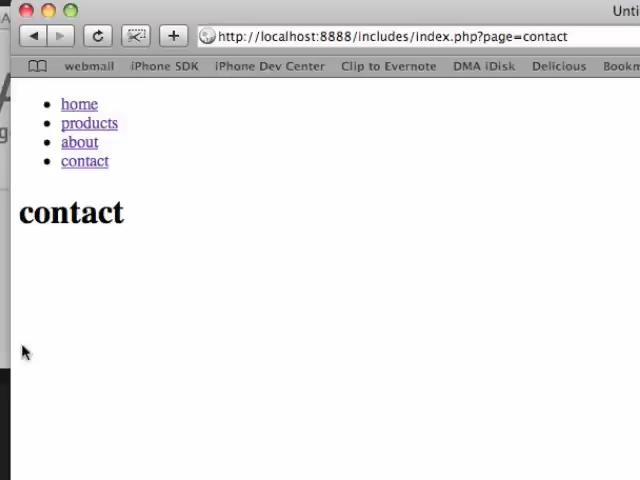 Unti
http://localhost:8888/includes/index.php?page=contact
webmail iPhone SDK iPhone Dev Center Clip to Evernote DMA iDisk Delicious Bookm
home
products
about
contact
contact